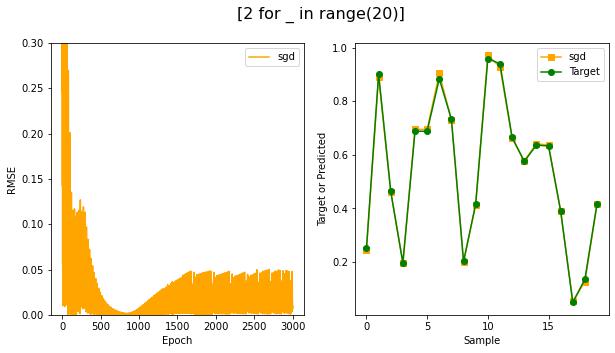 [2 for _ in range(20)]
0.30
0.25
0.20
0.15
0.10
0.05
0.00
RMSE
0
500
1000
1500
2000
2500
3000
Epoch
sgd
1.0
0.8
0.6
0.4
0.2
Target or Predicted
0
5
10
15
Sample
sgd
Target